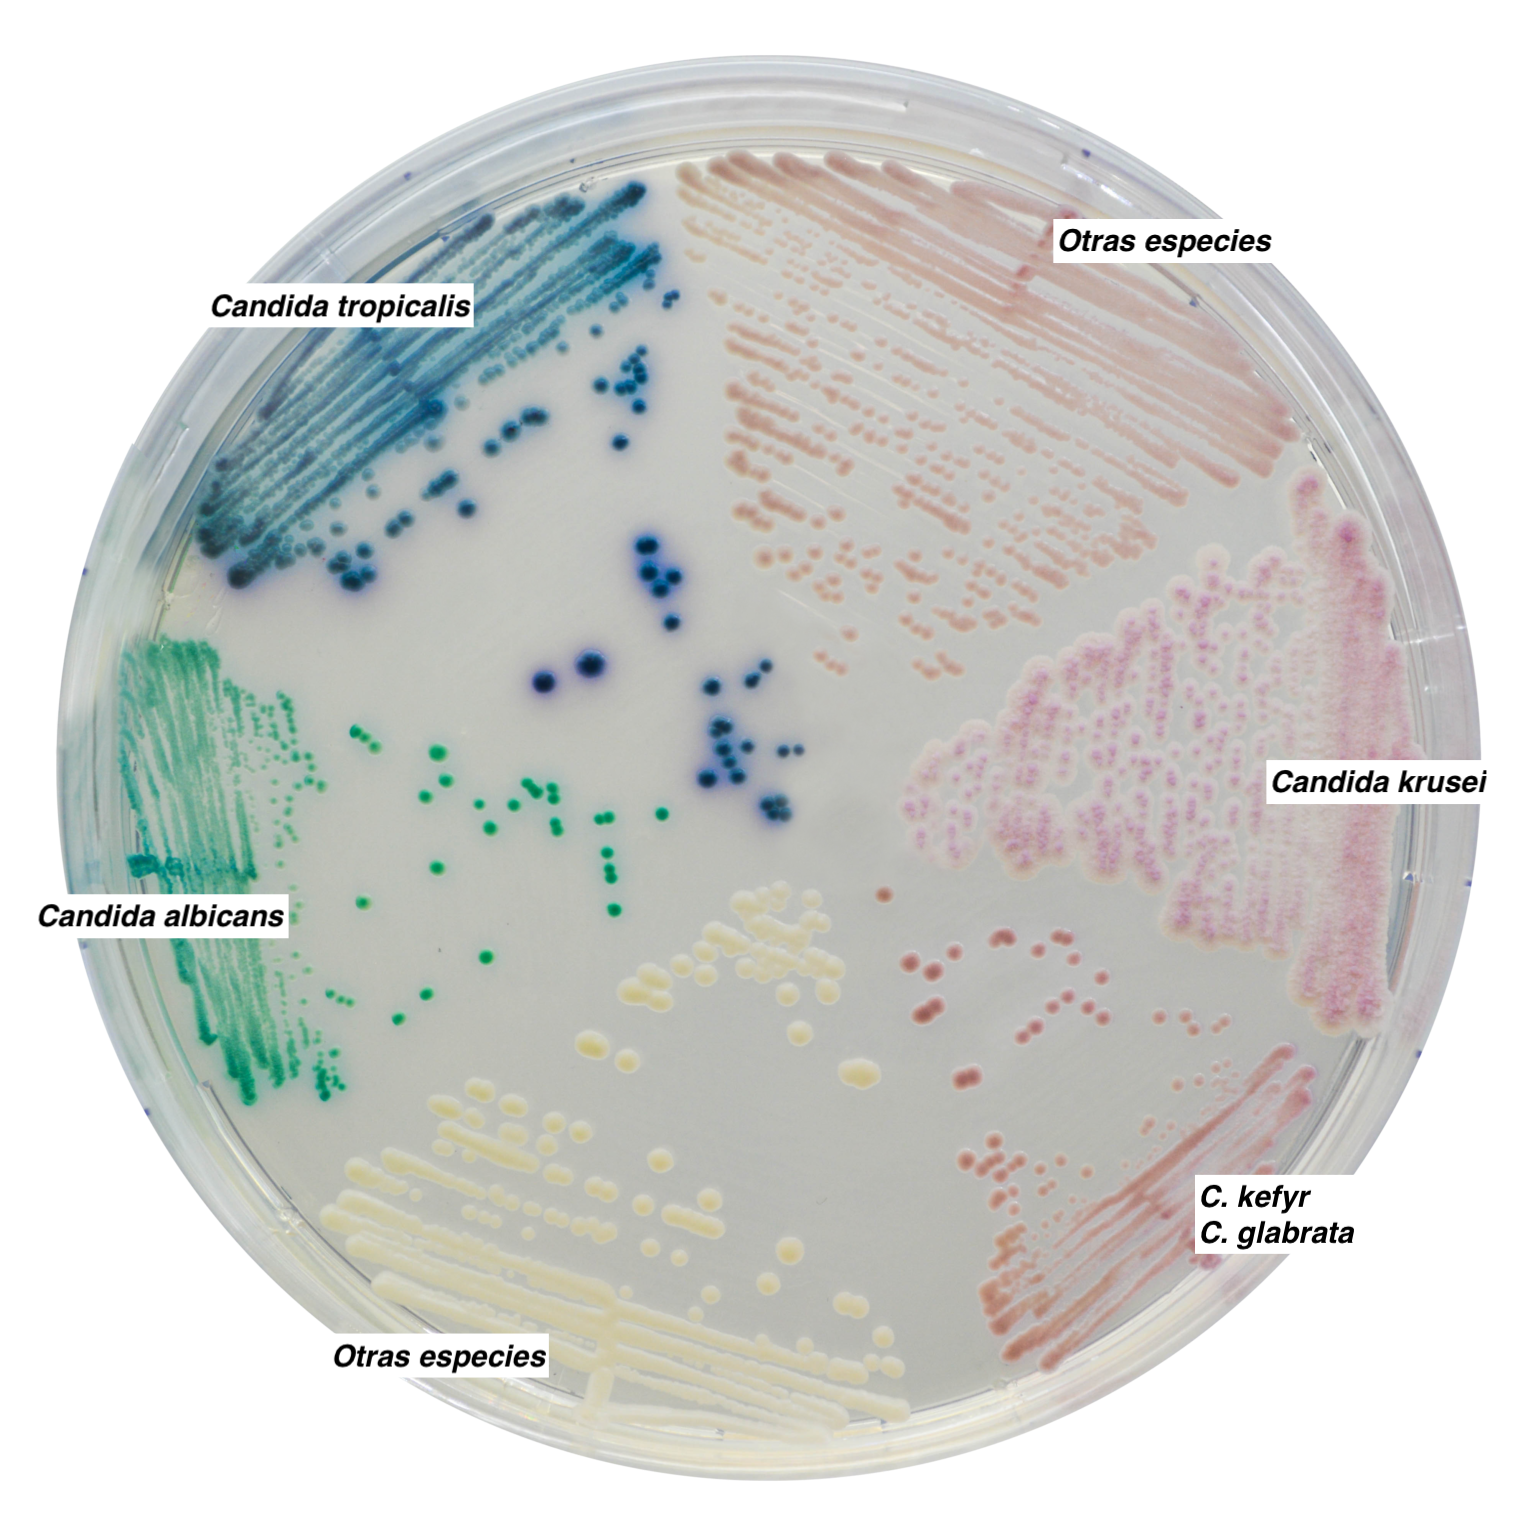 Otras especies
Candida tropicalis
Candida krusei
Candida albicans
C. kefyr
C. glabrata
Otras especies